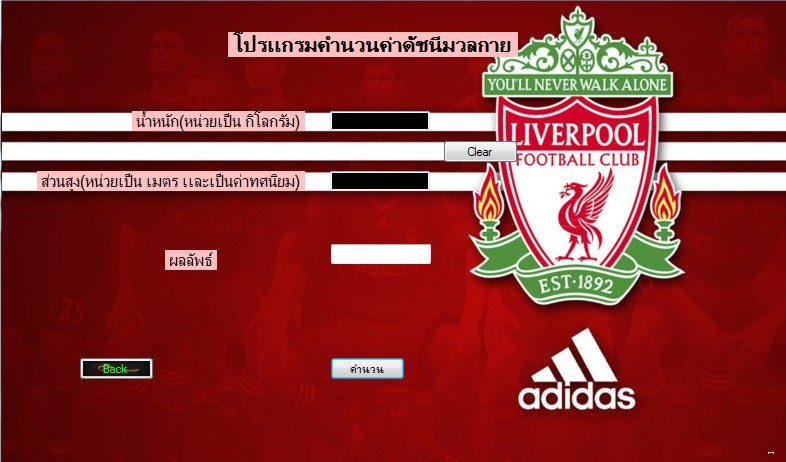 โปรแกรมคำนวนค่าดัชนีมวลกาย
YOU'LL NEVER WALK ALONE
น้ำหนัก(หน่วยเป็น กิโลกรัม)
LIVERPOOL
Clear
FOOTBALL CLUB
ส่วนสูง(หน่วยเป็น เมตร และเป็นค่าทศนิยม)
ผลลัพธ์
EST·1892
Back
คำนวน
adidas